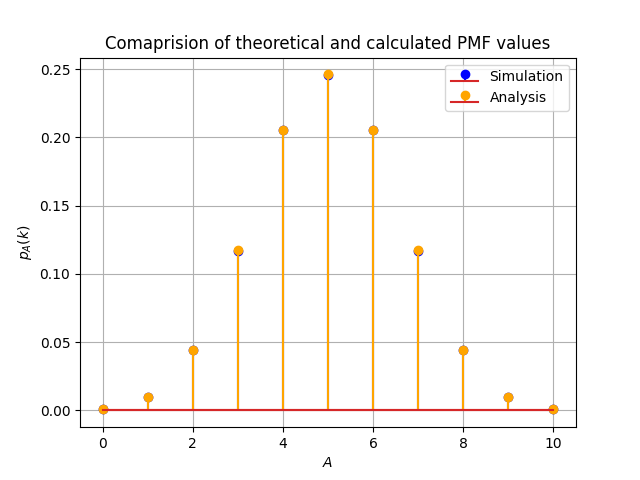 Comaprision of theoretical and calculated PMF values
Simulation
Analysis
0.25
0.20
0.15
0.10
0.05
0.00
p_A(k)
0 2 4 6 8 10
A